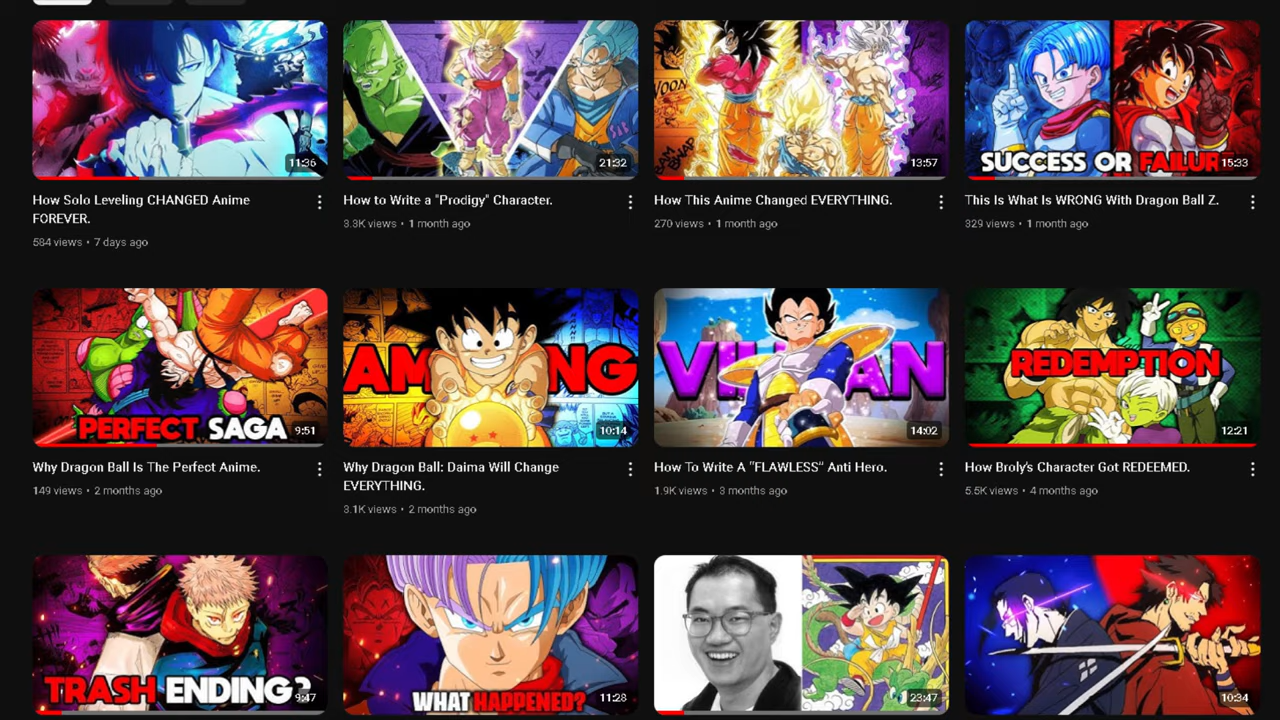 11:36
21:32
13:57
SUCCESS OR FAILUR
15:33
How Solo Leveling CHANGED Anime
FOREVER.
584 views • 7 days ago
How to Write a "Prodigy" Character.
3.3K views • 1 month ago
How This Anime Changed EVERYTHING.
270 views • 1 month ago
This Is What Is WRONG With Dragon Ball Z.
329 views • 1 month ago
PERFECT SAGA
9:51
10:14
14:02
REDEMPTION
12:21
Why Dragon Ball Is The Perfect Anime.
149 views • 2 months ago
Why Dragon Ball: Daima Will Change
EVERYTHING.
3.1K views • 2 months ago
How To Write A “FLAWLESS” Anti Hero.
1.9K views • 3 months ago
How Broly's Character Got REDEEMED.
5.5K views • 4 months ago
TRASH ENDING?
9:47
WHAT HAPPENED?
11:28
23:47
10:34